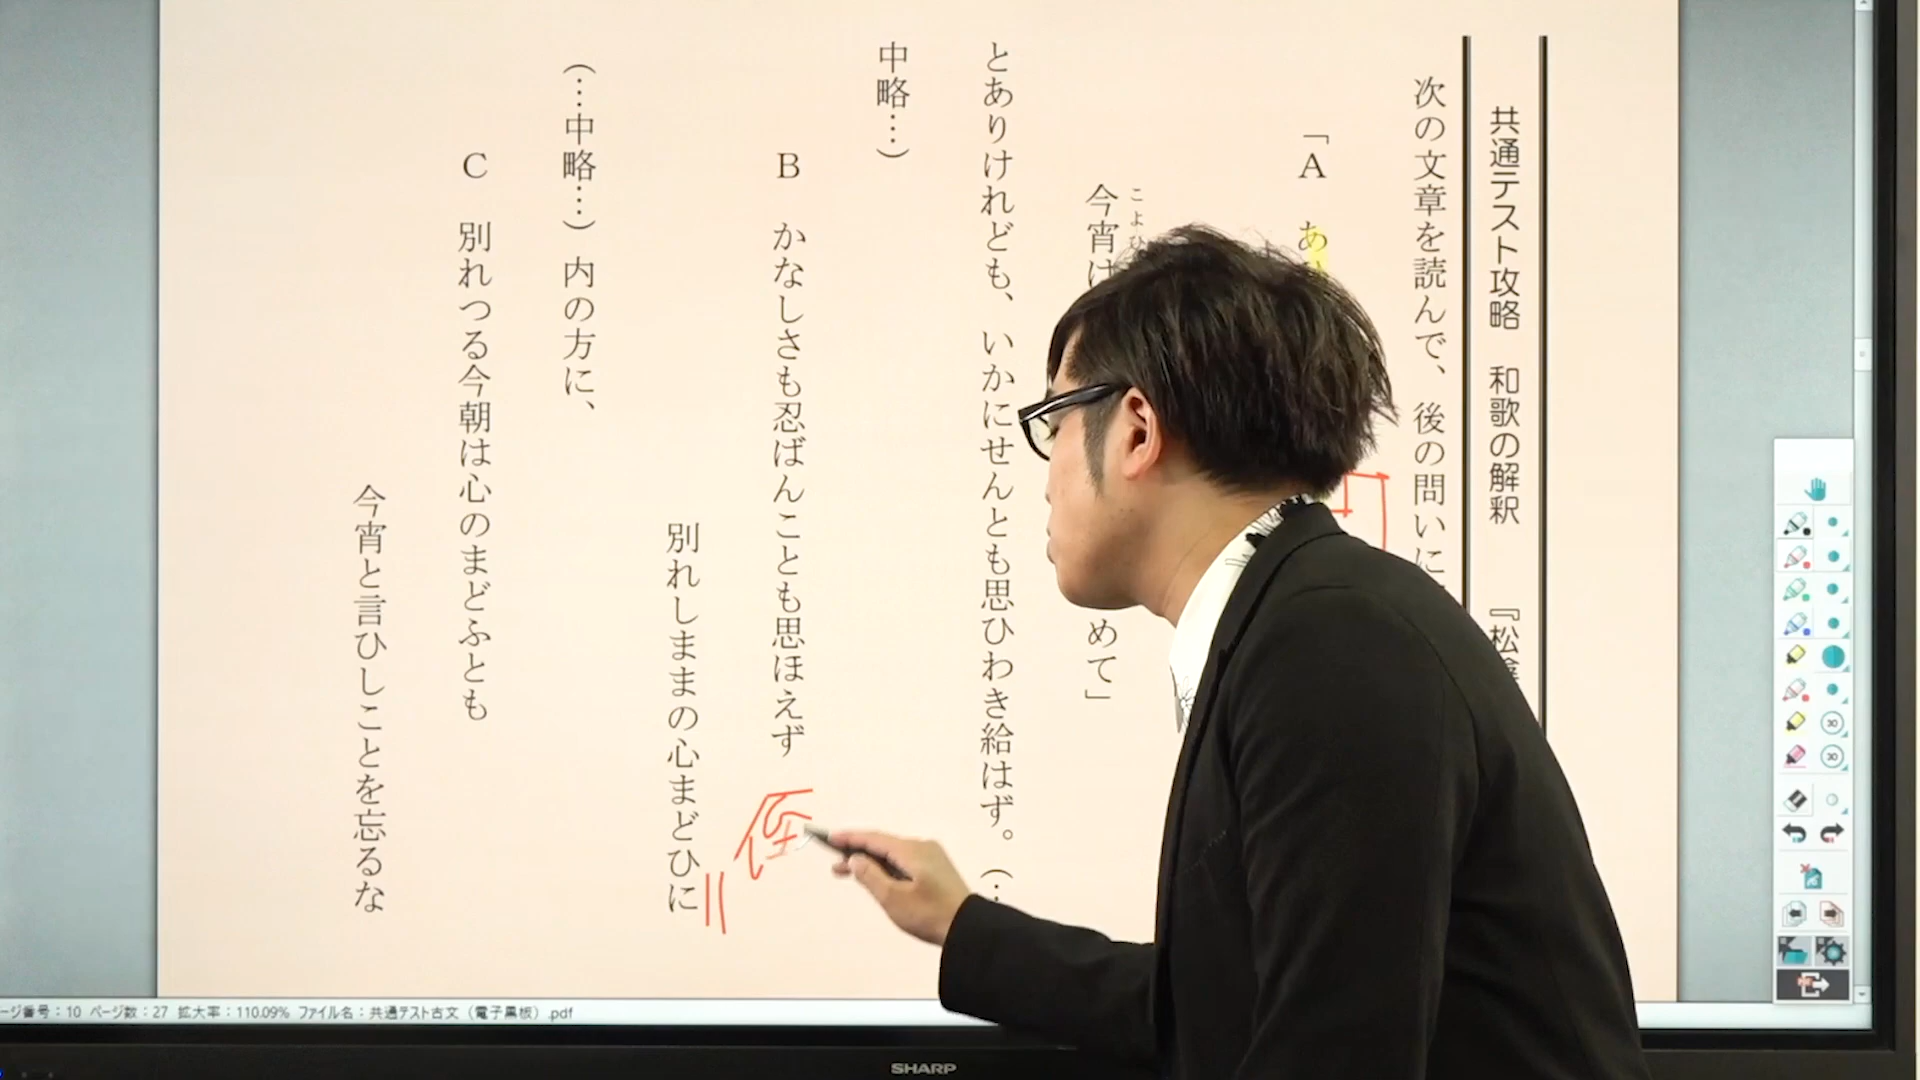 共通テスト攻略　和歌の解釈　『松
次の文章を読んで、後の問いに
「A　あ
こよひ
今宵は
めて」
とありけれども、いかにせんとも思ひわき給はず。（…
中略…）
B　かなしさも忍ばんことも思ほえず
別れしままの心まどひに
（…中略…）内の方に、
C　別れつる今朝は心のまどふとも
今宵と言ひしことを忘るな
ージ番号：10 ページ数：27 拡大率：110.09% ファイル名：共通テスト古文（電子黒板）.pdf
SHARP